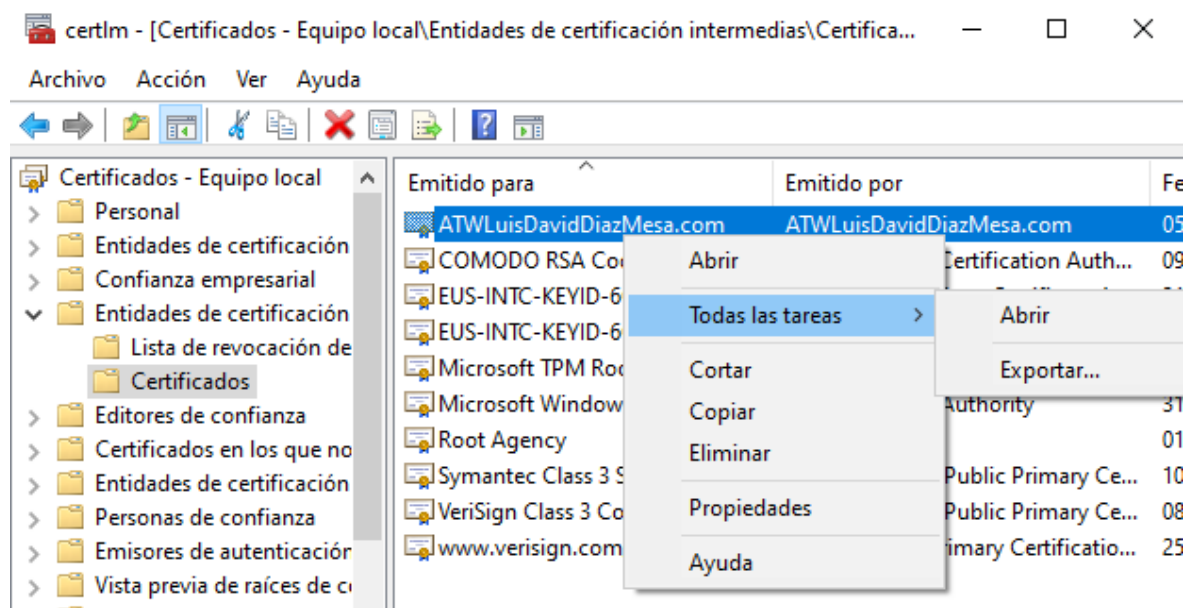 certlm - [Certificados - Equipo local\Entidades de certificación intermedias\Certifica...
Archivo Acción Ver Ayuda
Certificados - Equipo local
Personal
Entidades de certificación
Confianza empresarial
Entidades de certificación
Lista de revocación de
Certificados
Editores de confianza
Certificados en los que no
Entidades de certificación
Personas de confianza
Emisores de autenticación
Vista previa de raíces de
Emitido para Emitido por Fe
ATWLuisDavidDiazMesa.com ATWLuisDavidDiazMesa.com 05
COMODO RSA Co Certification Auth... 09
EUS-INTC-KEYID-6
EUS-INTC-KEYID-6
Microsoft TPM Roo
Microsoft Window Authority 31
Root Agency 01
Symantec Class 3 S Public Primary Ce... 10
VeriSign Class 3 Co Public Primary Ce... 08
www.verisign.com imary Certificatio... 25
Abrir
Todas las tareas
Cortar
Copiar
Eliminar
Propiedades
Ayuda
Abrir
Exportar...